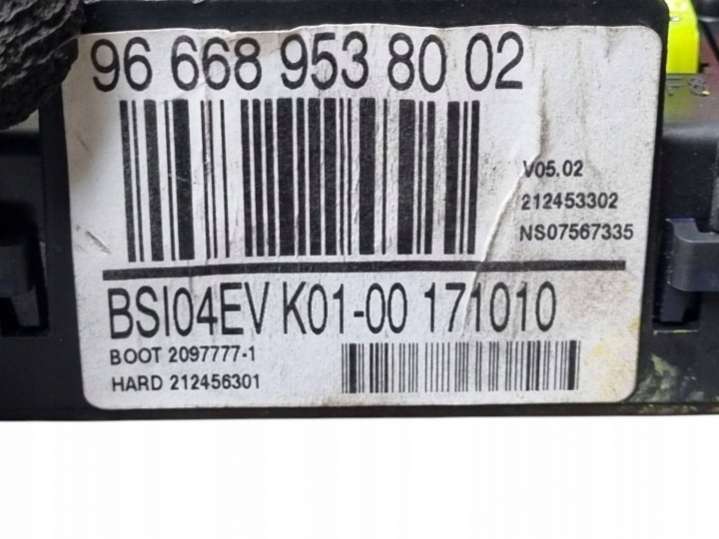 96 668 953 80 02
V05.02
212453302
NS07567335
BSI04EV K01-00 171010
BOOT 2097777-1
HARD 212456301